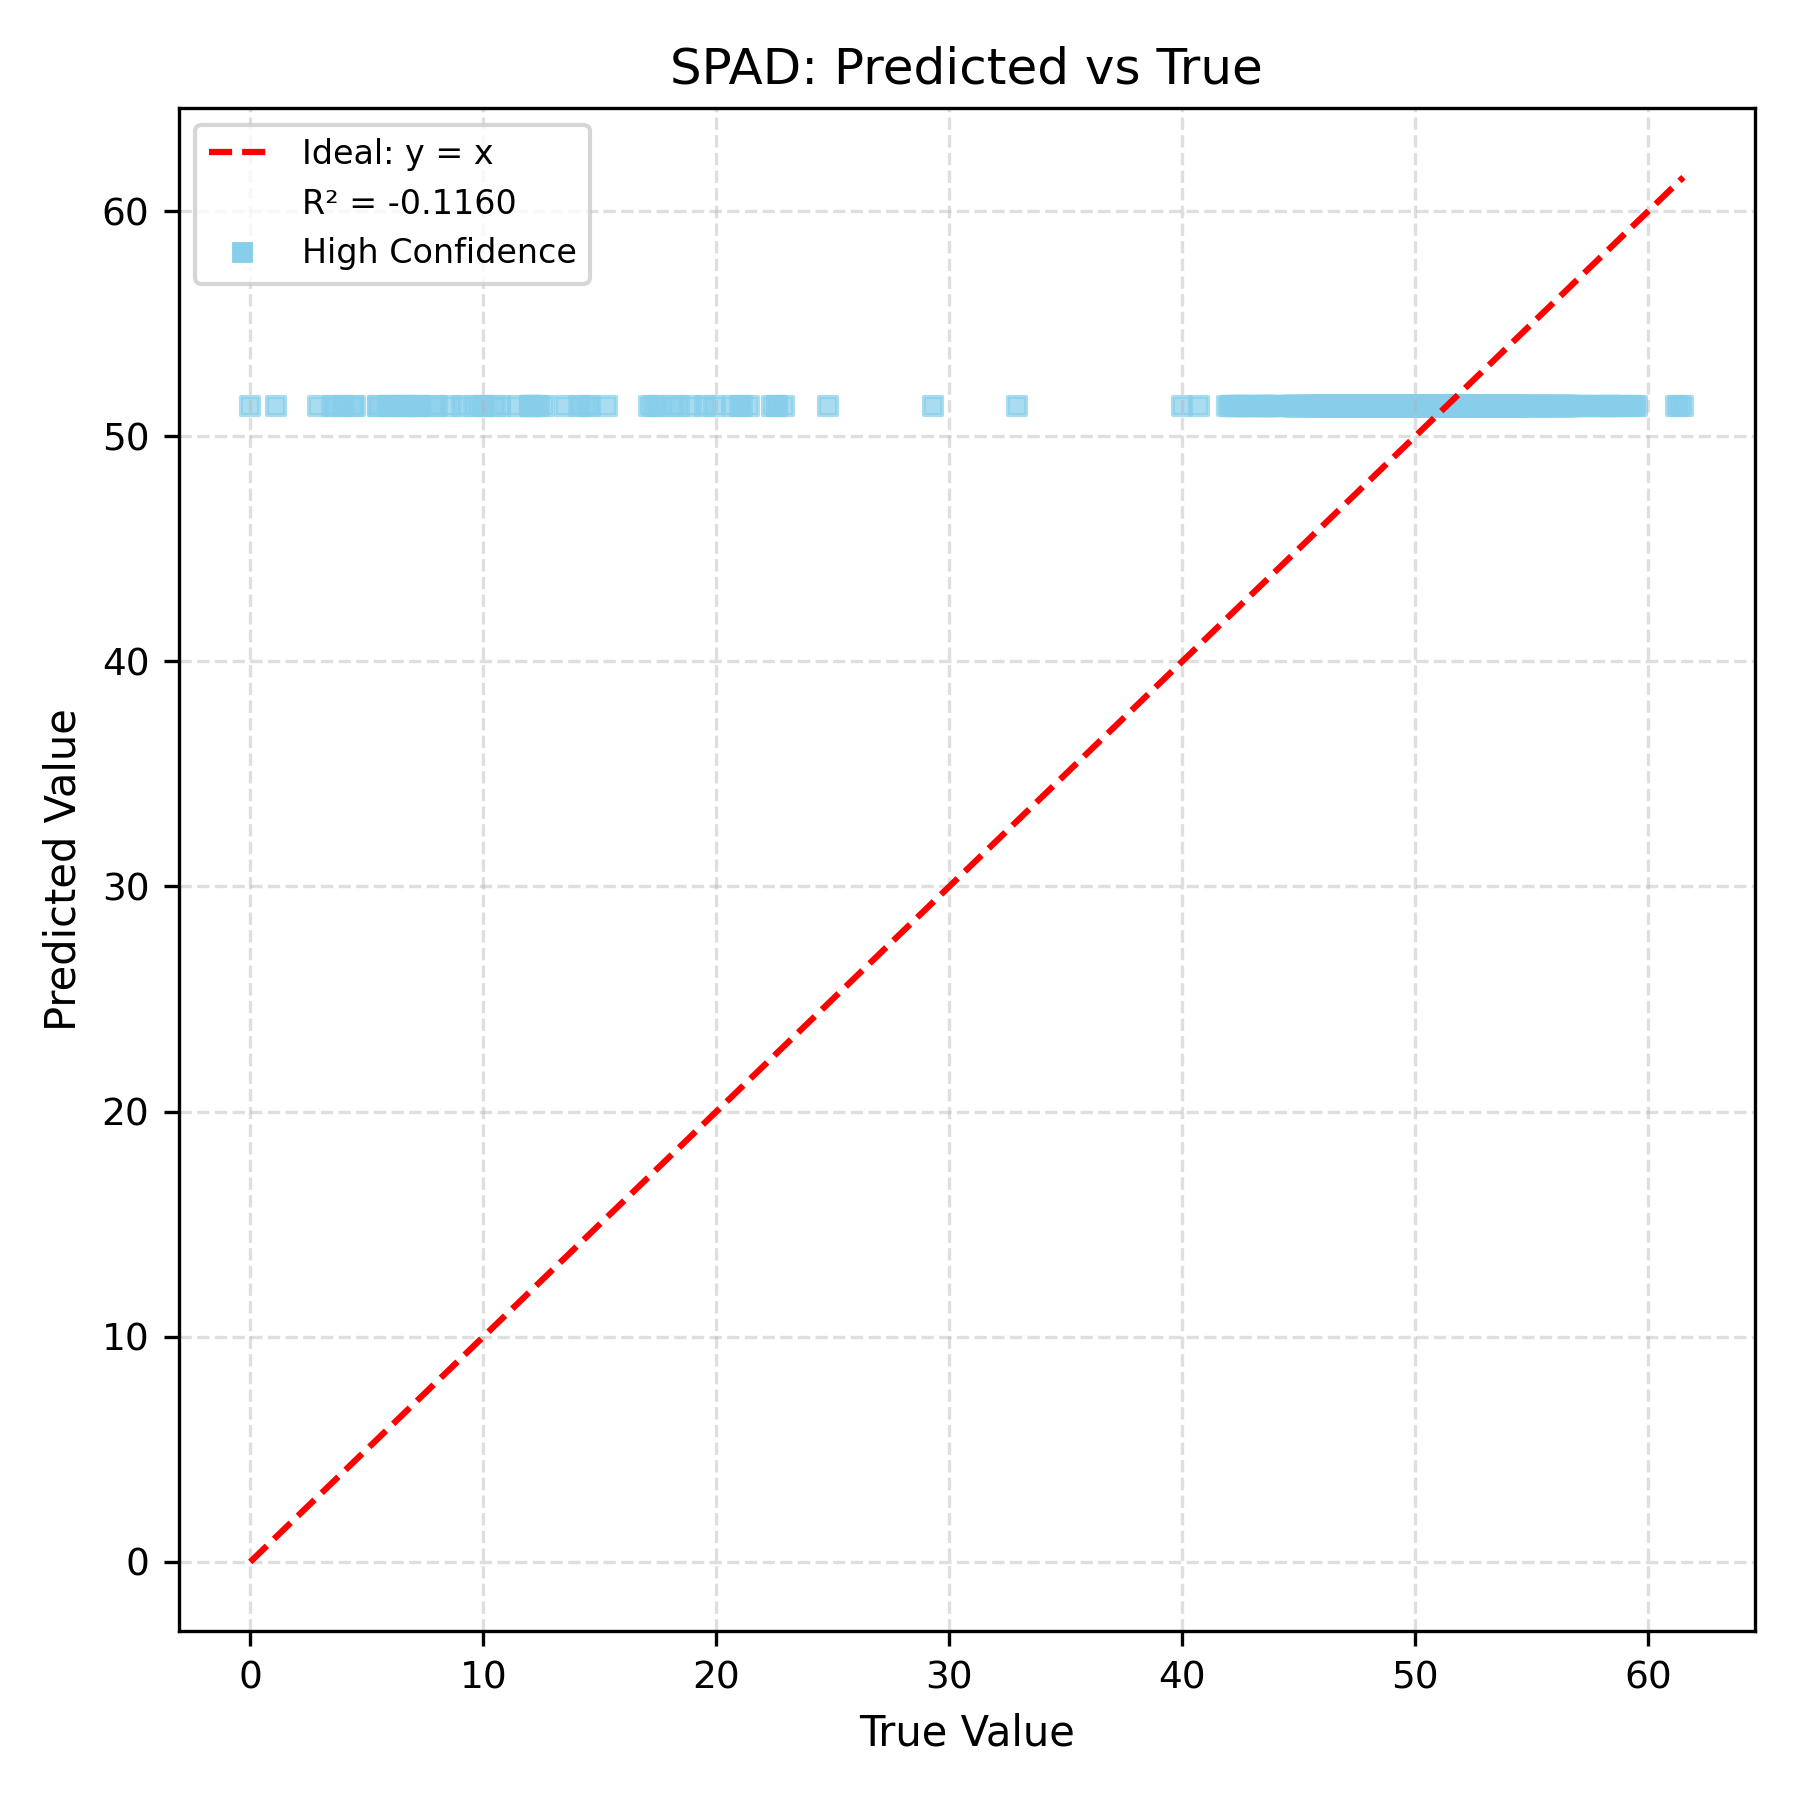 SPAD: Predicted vs True
Ideal: y = x
R² = -0.1160
High Confidence
60
50
40
30
20
10
0
Predicted Value
0 10 20 30 40 50 60
True Value